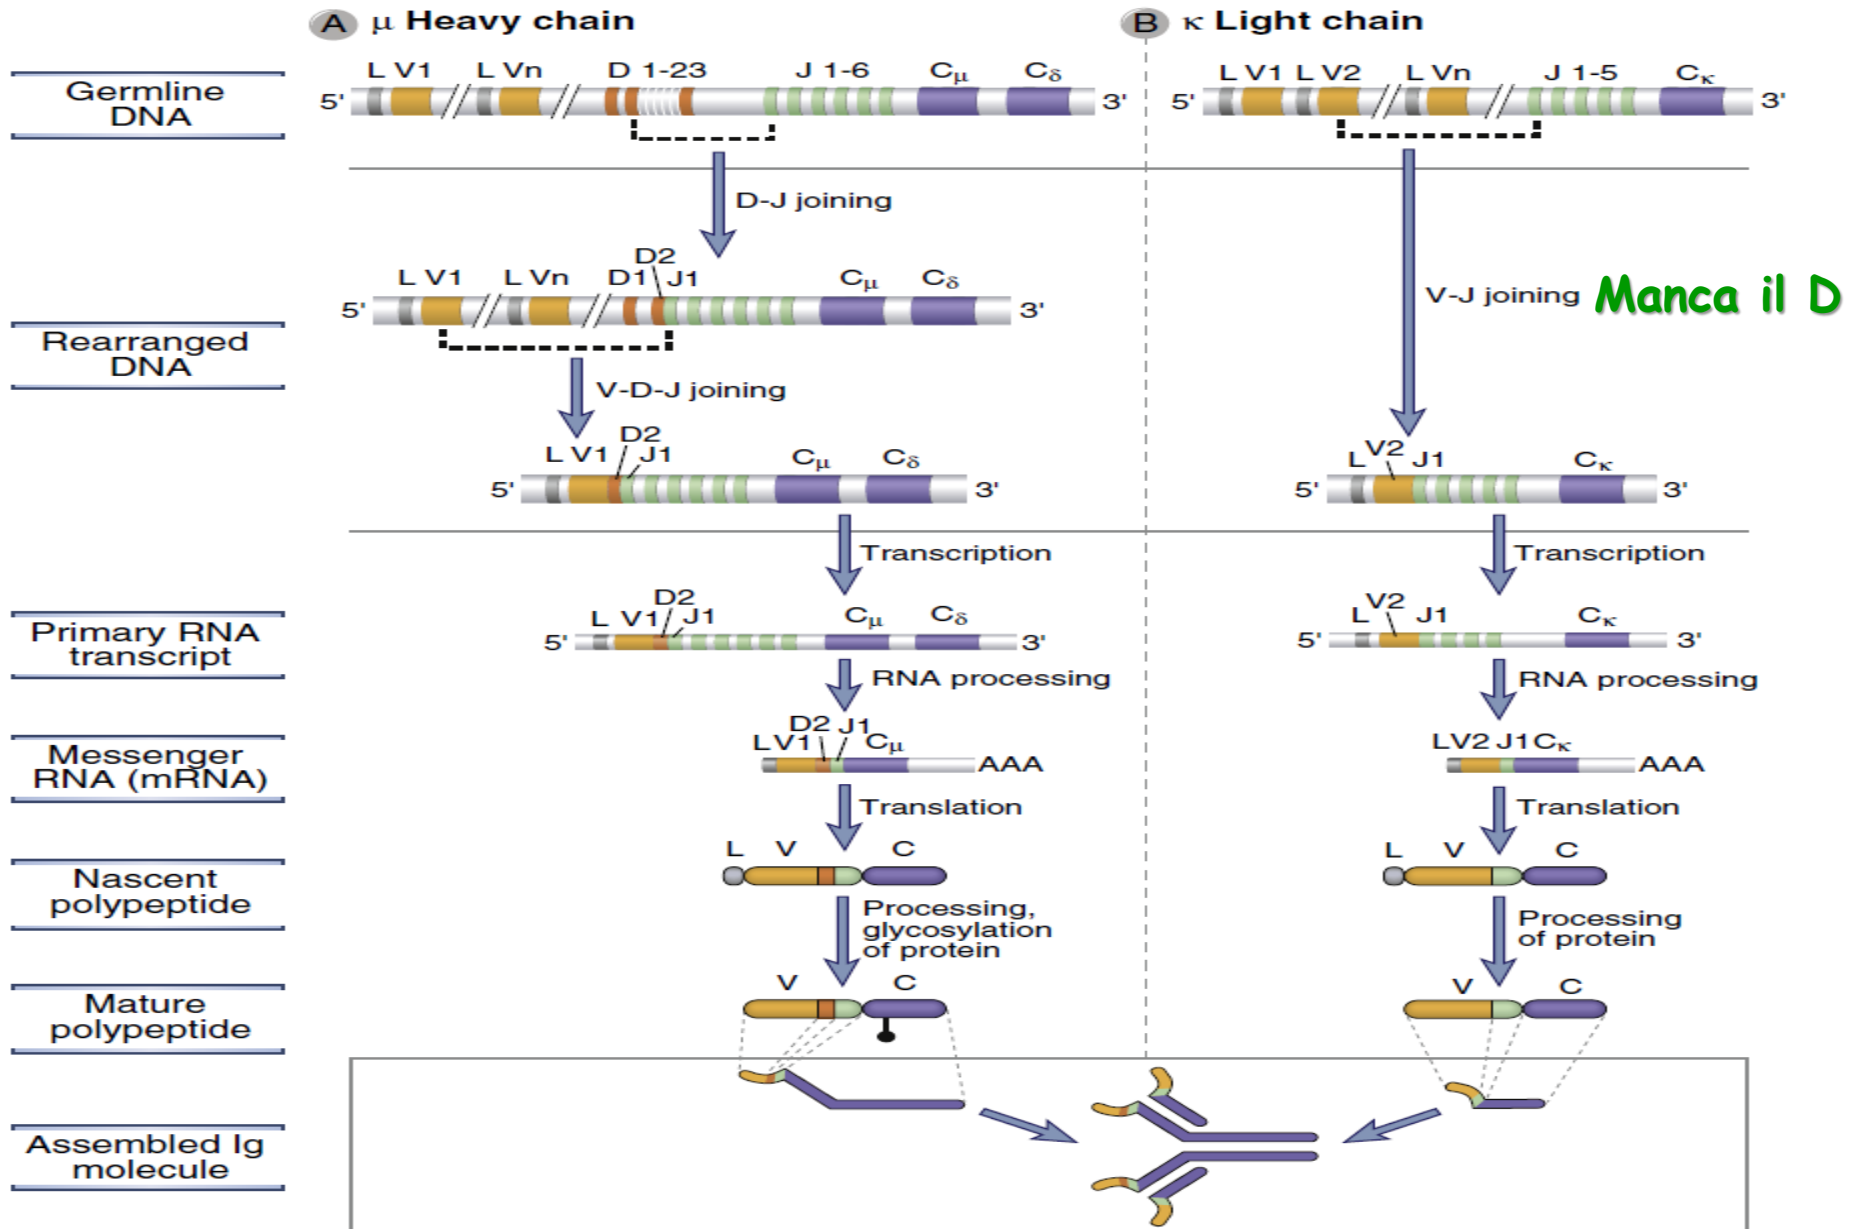 A μ Heavy chain
B κ Light chain
Germline
DNA
5' L V1 L Vn D 1-23 J 1-6 Cμ Cδ 3'
5' L V1 L V2 L Vn J 1-5 Cκ 3'
D-J joining
V-J joining
Manca il D
Rearranged
DNA
5' L V1 L Vn D1 D2 J1 Cμ Cδ 3'
V-D-J joining
5' L V1 D2 J1 Cμ Cδ 3'
5' L V2 J1 Cκ 3'
Transcription
Transcription
Primary RNA
transcript
5' L V1 D2 J1 Cμ Cδ 3'
5' L V2 J1 Cκ 3'
RNA processing
RNA processing
Messenger
RNA (mRNA)
LV1 D2 J1 Cμ AAA
LV2 J1 Cκ AAA
Translation
Translation
Nascent
polypeptide
L V C
L V C
Processing,
glycosylation
of protein
Processing
of protein
Mature
polypeptide
V C
V C
Assembled Ig
molecule